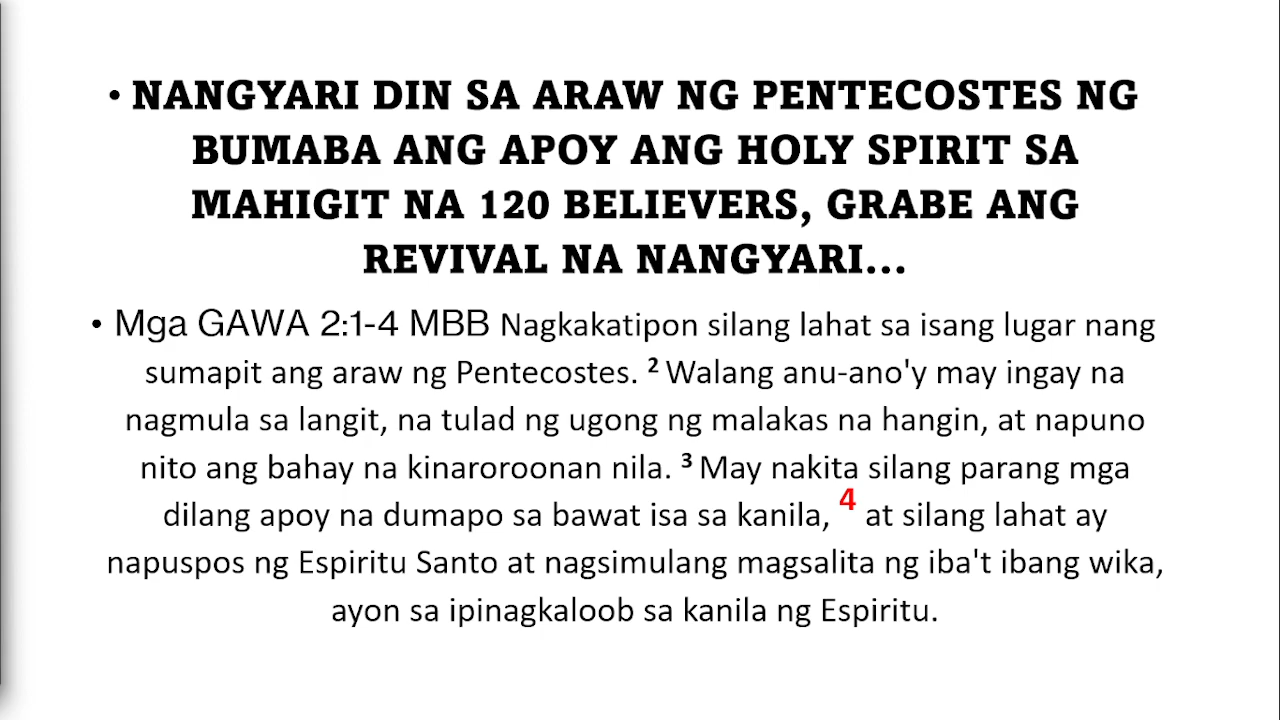 • NANGYARI DIN SA ARAW NG PENTECOSTES NG
BUMABA ANG APOY ANG HOLY SPIRIT SA
MAHIGIT NA 120 BELIEVERS, GRABE ANG
REVIVAL NA NANGYARI...
• Mga GAWA 2:1-4 MBB Nagkakatipon silang lahat sa isang lugar nang
sumapit ang araw ng Pentecostes. 2 Walang anu-ano'y may ingay na
nagmula sa langit, na tulad ng ugong ng malakas na hangin, at napuno
nito ang bahay na kinaroroonan nila. 3 May nakita silang parang mga
dilang apoy na dumapo sa bawat isa sa kanila, 4 at silang lahat ay
napuspos ng Espiritu Santo at nagsimulang magsalita ng iba't ibang wika,
ayon sa ipinagkaloob sa kanila ng Espiritu.